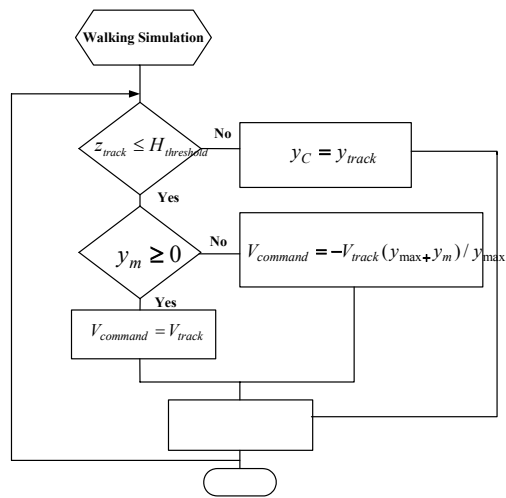 Walking Simulation
z_track ≤ H_threshold
No
y_C = y_track
Yes
y_m ≥ 0
No
V_command = −V_track (y_max + y_m) / y_max
Yes
V_command = V_track